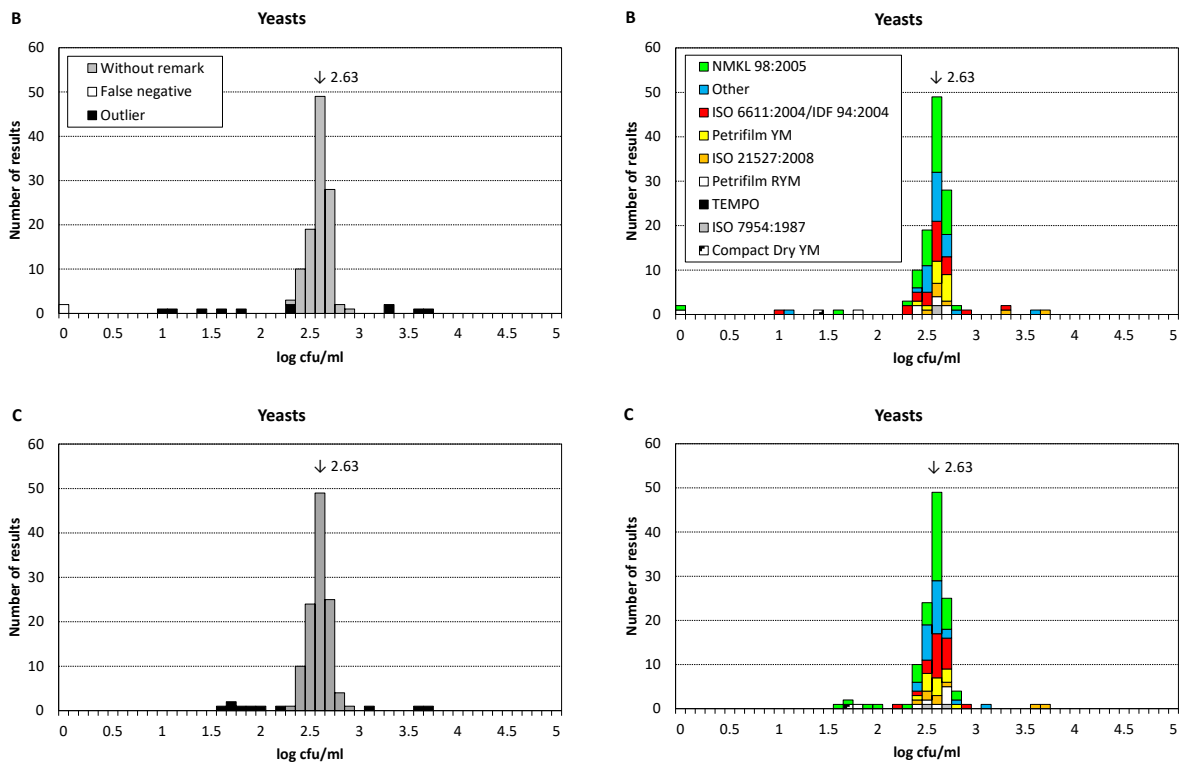 B
Yeasts
60
50
40
30
20
10
0
Number of results
Without remark
False negative
Outlier
↓ 2.63
0 0.5 1 1.5 2 2.5 3 3.5 4 4.5 5
log cfu/ml
B
Yeasts
60
50
40
30
20
10
0
Number of results
NMKL 98:2005
Other
ISO 6611:2004/IDF 94:2004
Petrifilm YM
ISO 21527:2008
Petrifilm RYM
TEMPO
ISO 7954:1987
Compact Dry YM
↓ 2.63
0 0.5 1 1.5 2 2.5 3 3.5 4 4.5 5
log cfu/ml
C
Yeasts
60
50
40
30
20
10
0
Number of results
↓ 2.63
0 0.5 1 1.5 2 2.5 3 3.5 4 4.5 5
log cfu/ml
C
Yeasts
60
50
40
30
20
10
0
Number of results
↓ 2.63
0 0.5 1 1.5 2 2.5 3 3.5 4 4.5 5
log cfu/ml